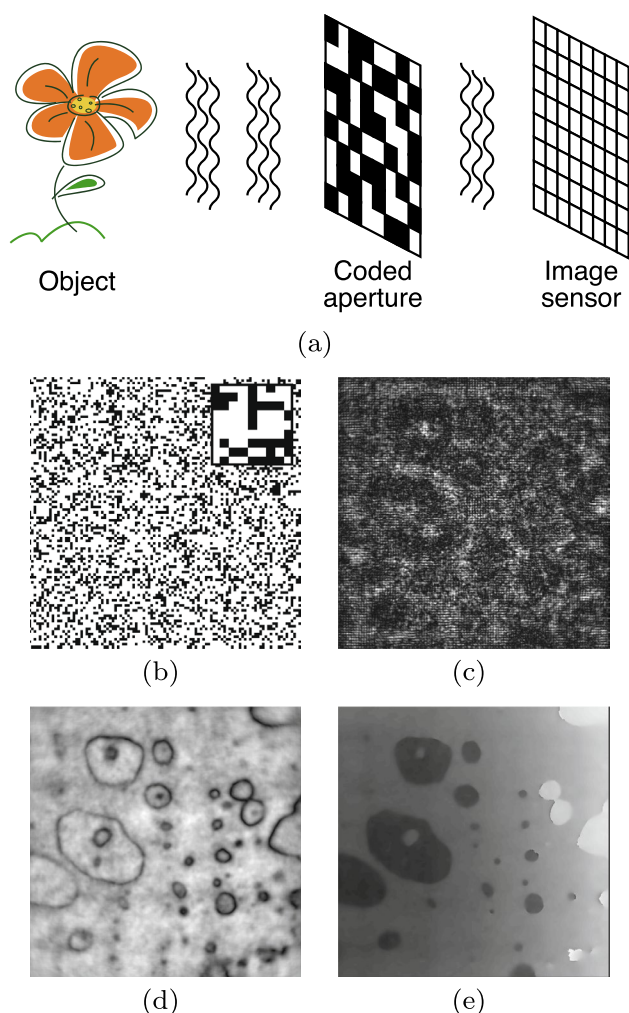 Object
Coded
aperture
Image
sensor
(a)
(b)
(c)
(d)
(e)